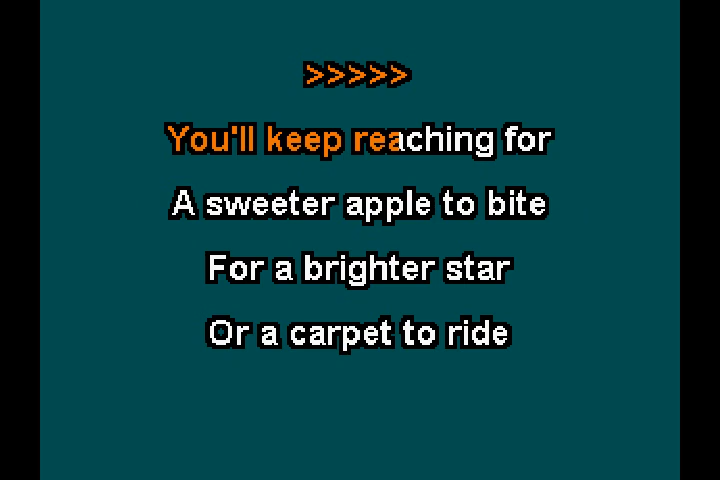 >>>>>
You'll keep reaching for
A sweeter apple to bite
For a brighter star
Or a carpet to ride